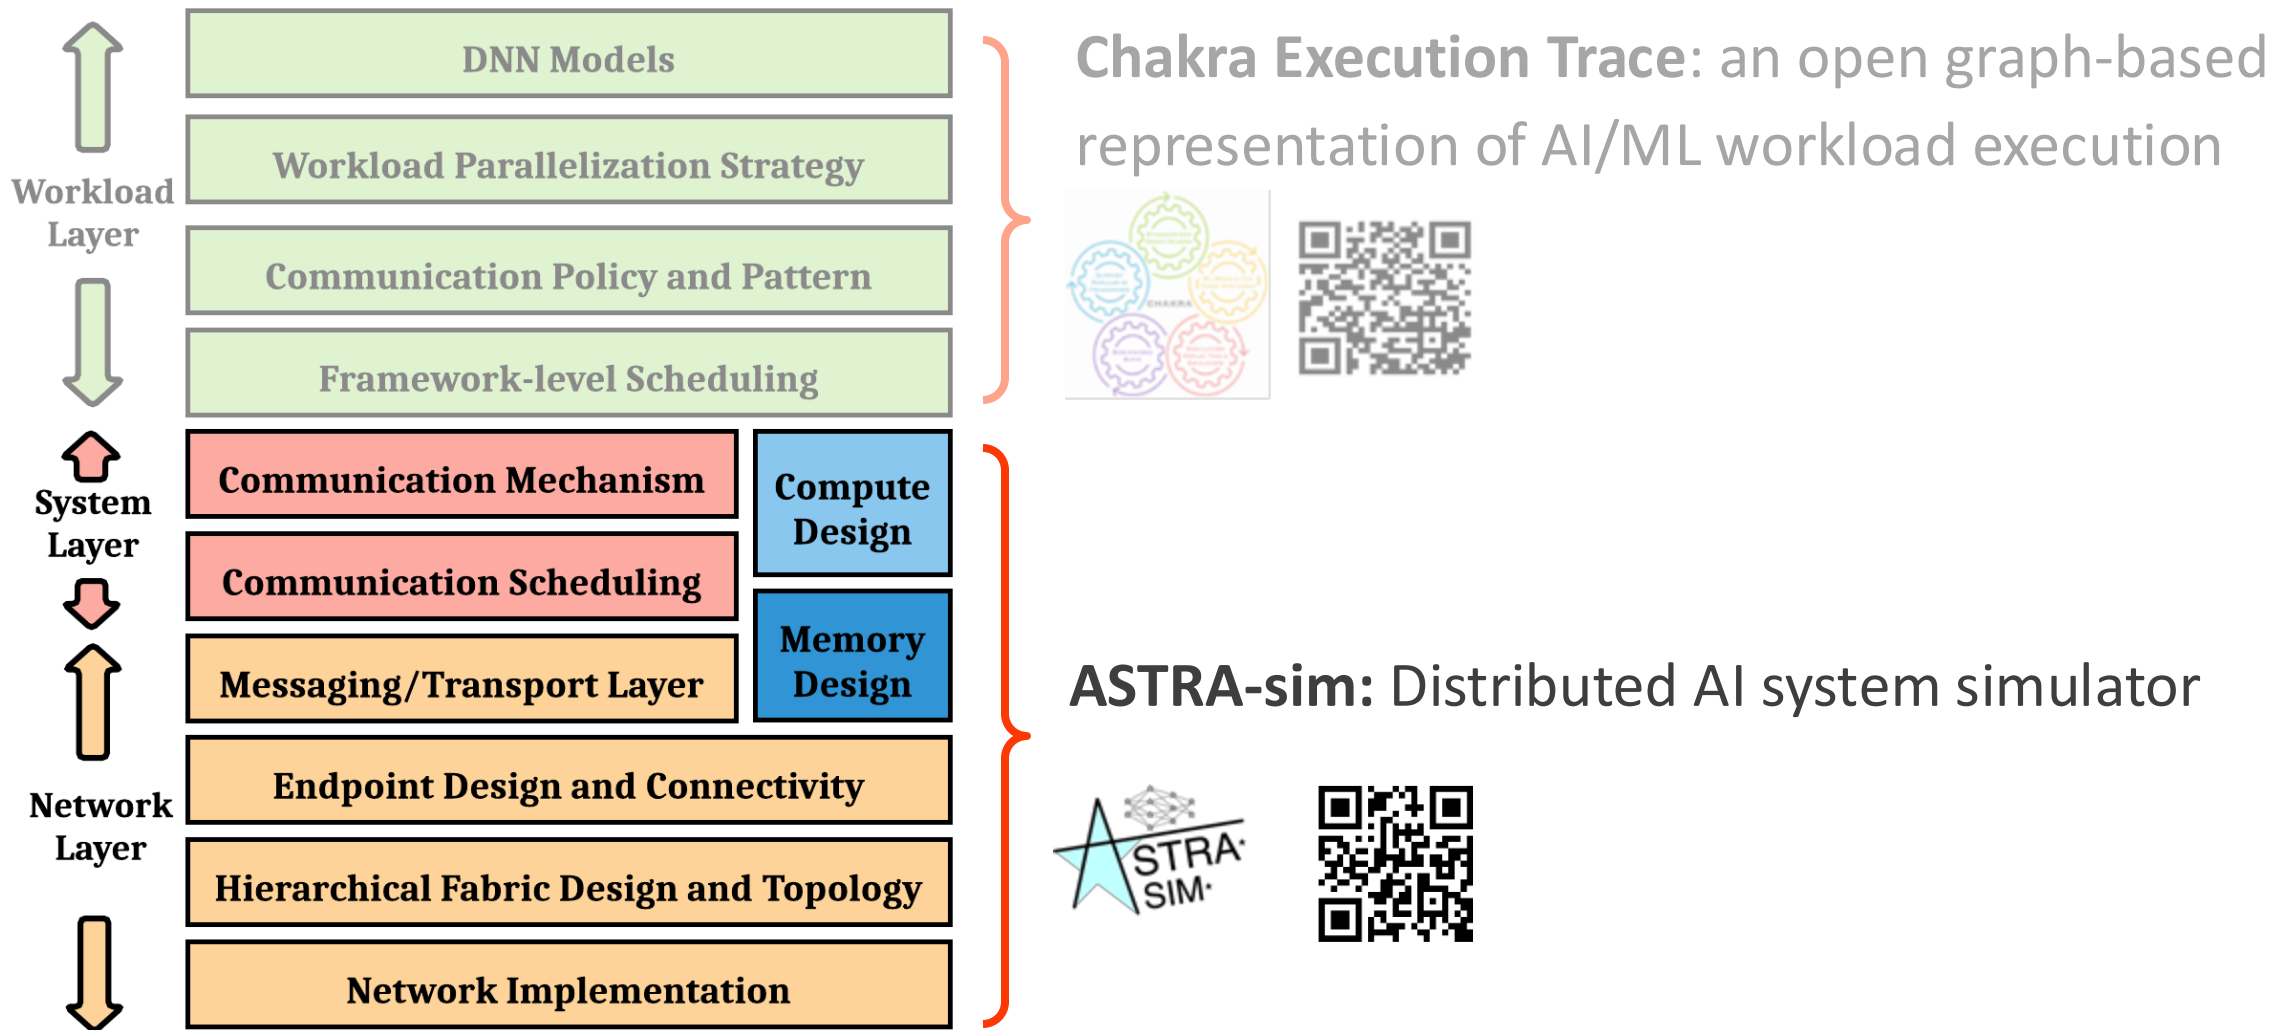 DNN Models
Workload Parallelization Strategy
Communication Policy and Pattern
Framework-level Scheduling
Workload
Layer
Chakra Execution Trace: an open graph-based
representation of AI/ML workload execution
CHAKRA
Communication Mechanism
Communication Scheduling
Compute
Design
System
Layer
Memory
Design
Messaging/Transport Layer
Endpoint Design and Connectivity
Hierarchical Fabric Design and Topology
Network Implementation
Network
Layer
ASTRA-sim: Distributed AI system simulator
ASTRA
SIM